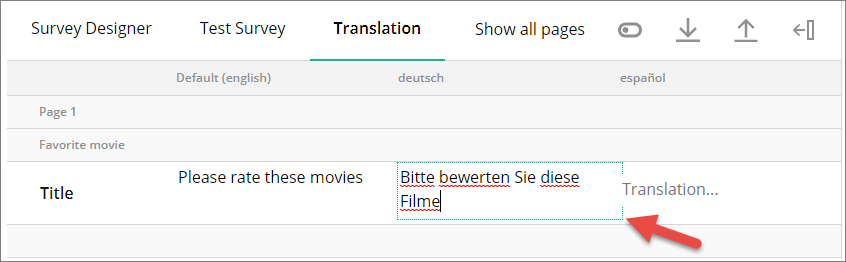 Survey Designer Test Survey Translation Show all pages
Default (english) deutsch español
Page 1
Favorite movie
Title Please rate these movies Bitte bewerten Sie diese Translation...
Filme